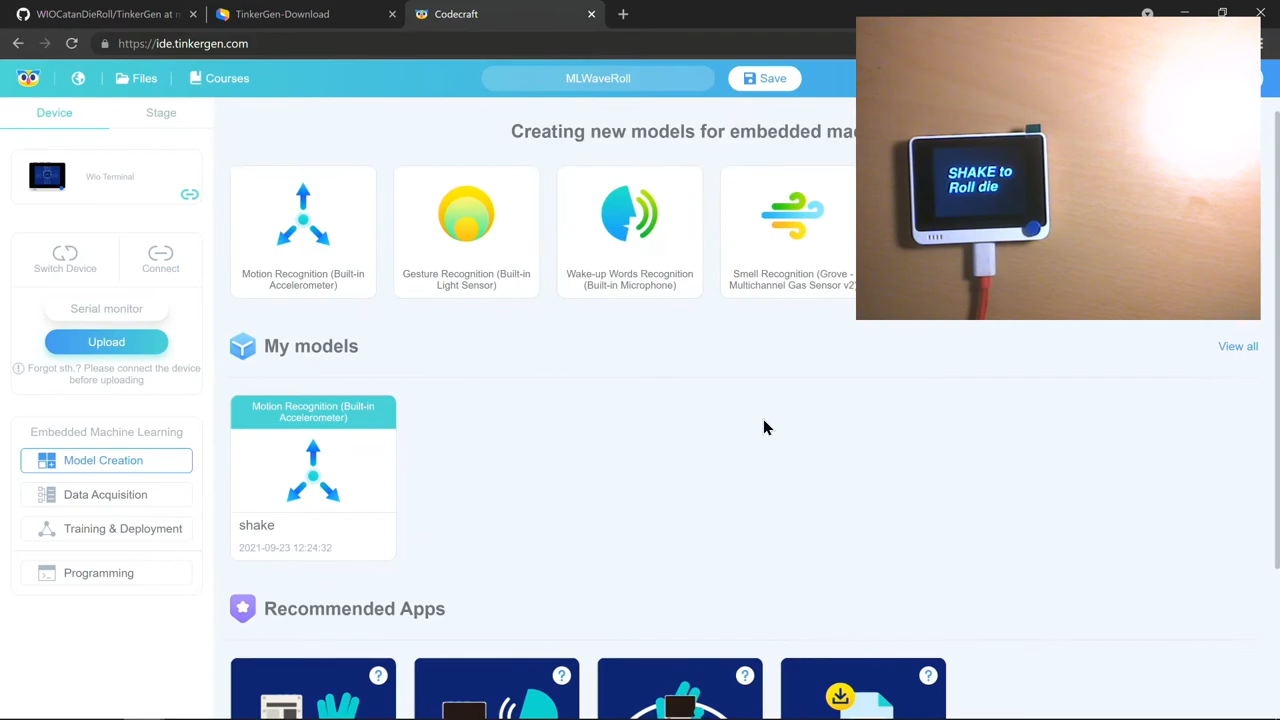 WIOCatanDieRoll/TinkerGen at m
TinkerGen-Download
Codecraft
https://ide.tinkergen.com
Files
Courses
MLWaveRoll
Save
Device
Stage
Wio Terminal
Switch Device
Connect
Serial monitor
Upload
Forgot sth.? Please connect the device
before uploading
Embedded Machine Learning
Model Creation
Data Acquisition
Training & Deployment
Programming
Creating new models for embedded ma
Motion Recognition (Built-in
Accelerometer)
Gesture Recognition (Built-in
Light Sensor)
Wake-up Words Recognition
(Built-in Microphone)
Smell Recognition (Grove -
Multichannel Gas Sensor v2)
SHAKE to
Roll die
My models
View all
Motion Recognition (Built-in
Accelerometer)
shake
2021-09-23 12:24:32
Recommended Apps
?
?
?
?